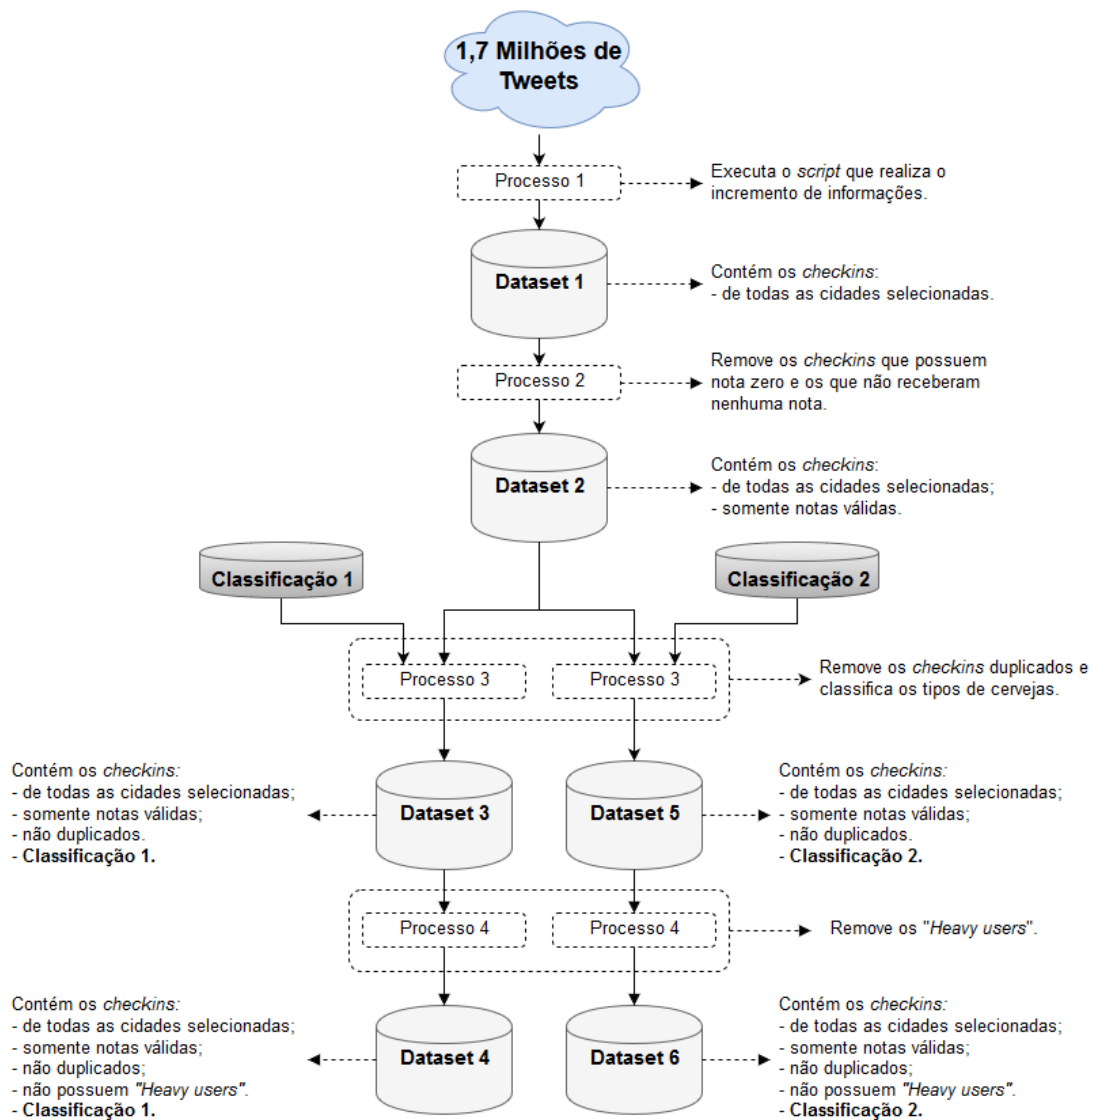 1,7 Milhões de
Tweets
Processo 1
Executa o script que realiza o
incremento de informações.
Dataset 1
Contém os checkins:
- de todas as cidades selecionadas.
Processo 2
Remove os checkins que possuem
nota zero e os que não receberam
nenhuma nota.
Dataset 2
Contém os checkins:
- de todas as cidades selecionadas;
- somente notas válidas.
Classificação 1
Classificação 2
Processo 3
Processo 3
Remove os checkins duplicados e
classifica os tipos de cervejas.
Contém os checkins:
- de todas as cidades selecionadas;
- somente notas válidas;
- não duplicados.
- Classificação 1.
Dataset 3
Dataset 5
Contém os checkins:
- de todas as cidades selecionadas;
- somente notas válidas;
- não duplicados.
- Classificação 2.
Processo 4
Processo 4
Remove os "Heavy users".
Contém os checkins:
- de todas as cidades selecionadas;
- somente notas válidas;
- não duplicados;
- não possuem "Heavy users".
- Classificação 1.
Dataset 4
Dataset 6
Contém os checkins:
- de todas as cidades selecionadas;
- somente notas válidas;
- não duplicados;
- não possuem "Heavy users".
- Classificação 2.